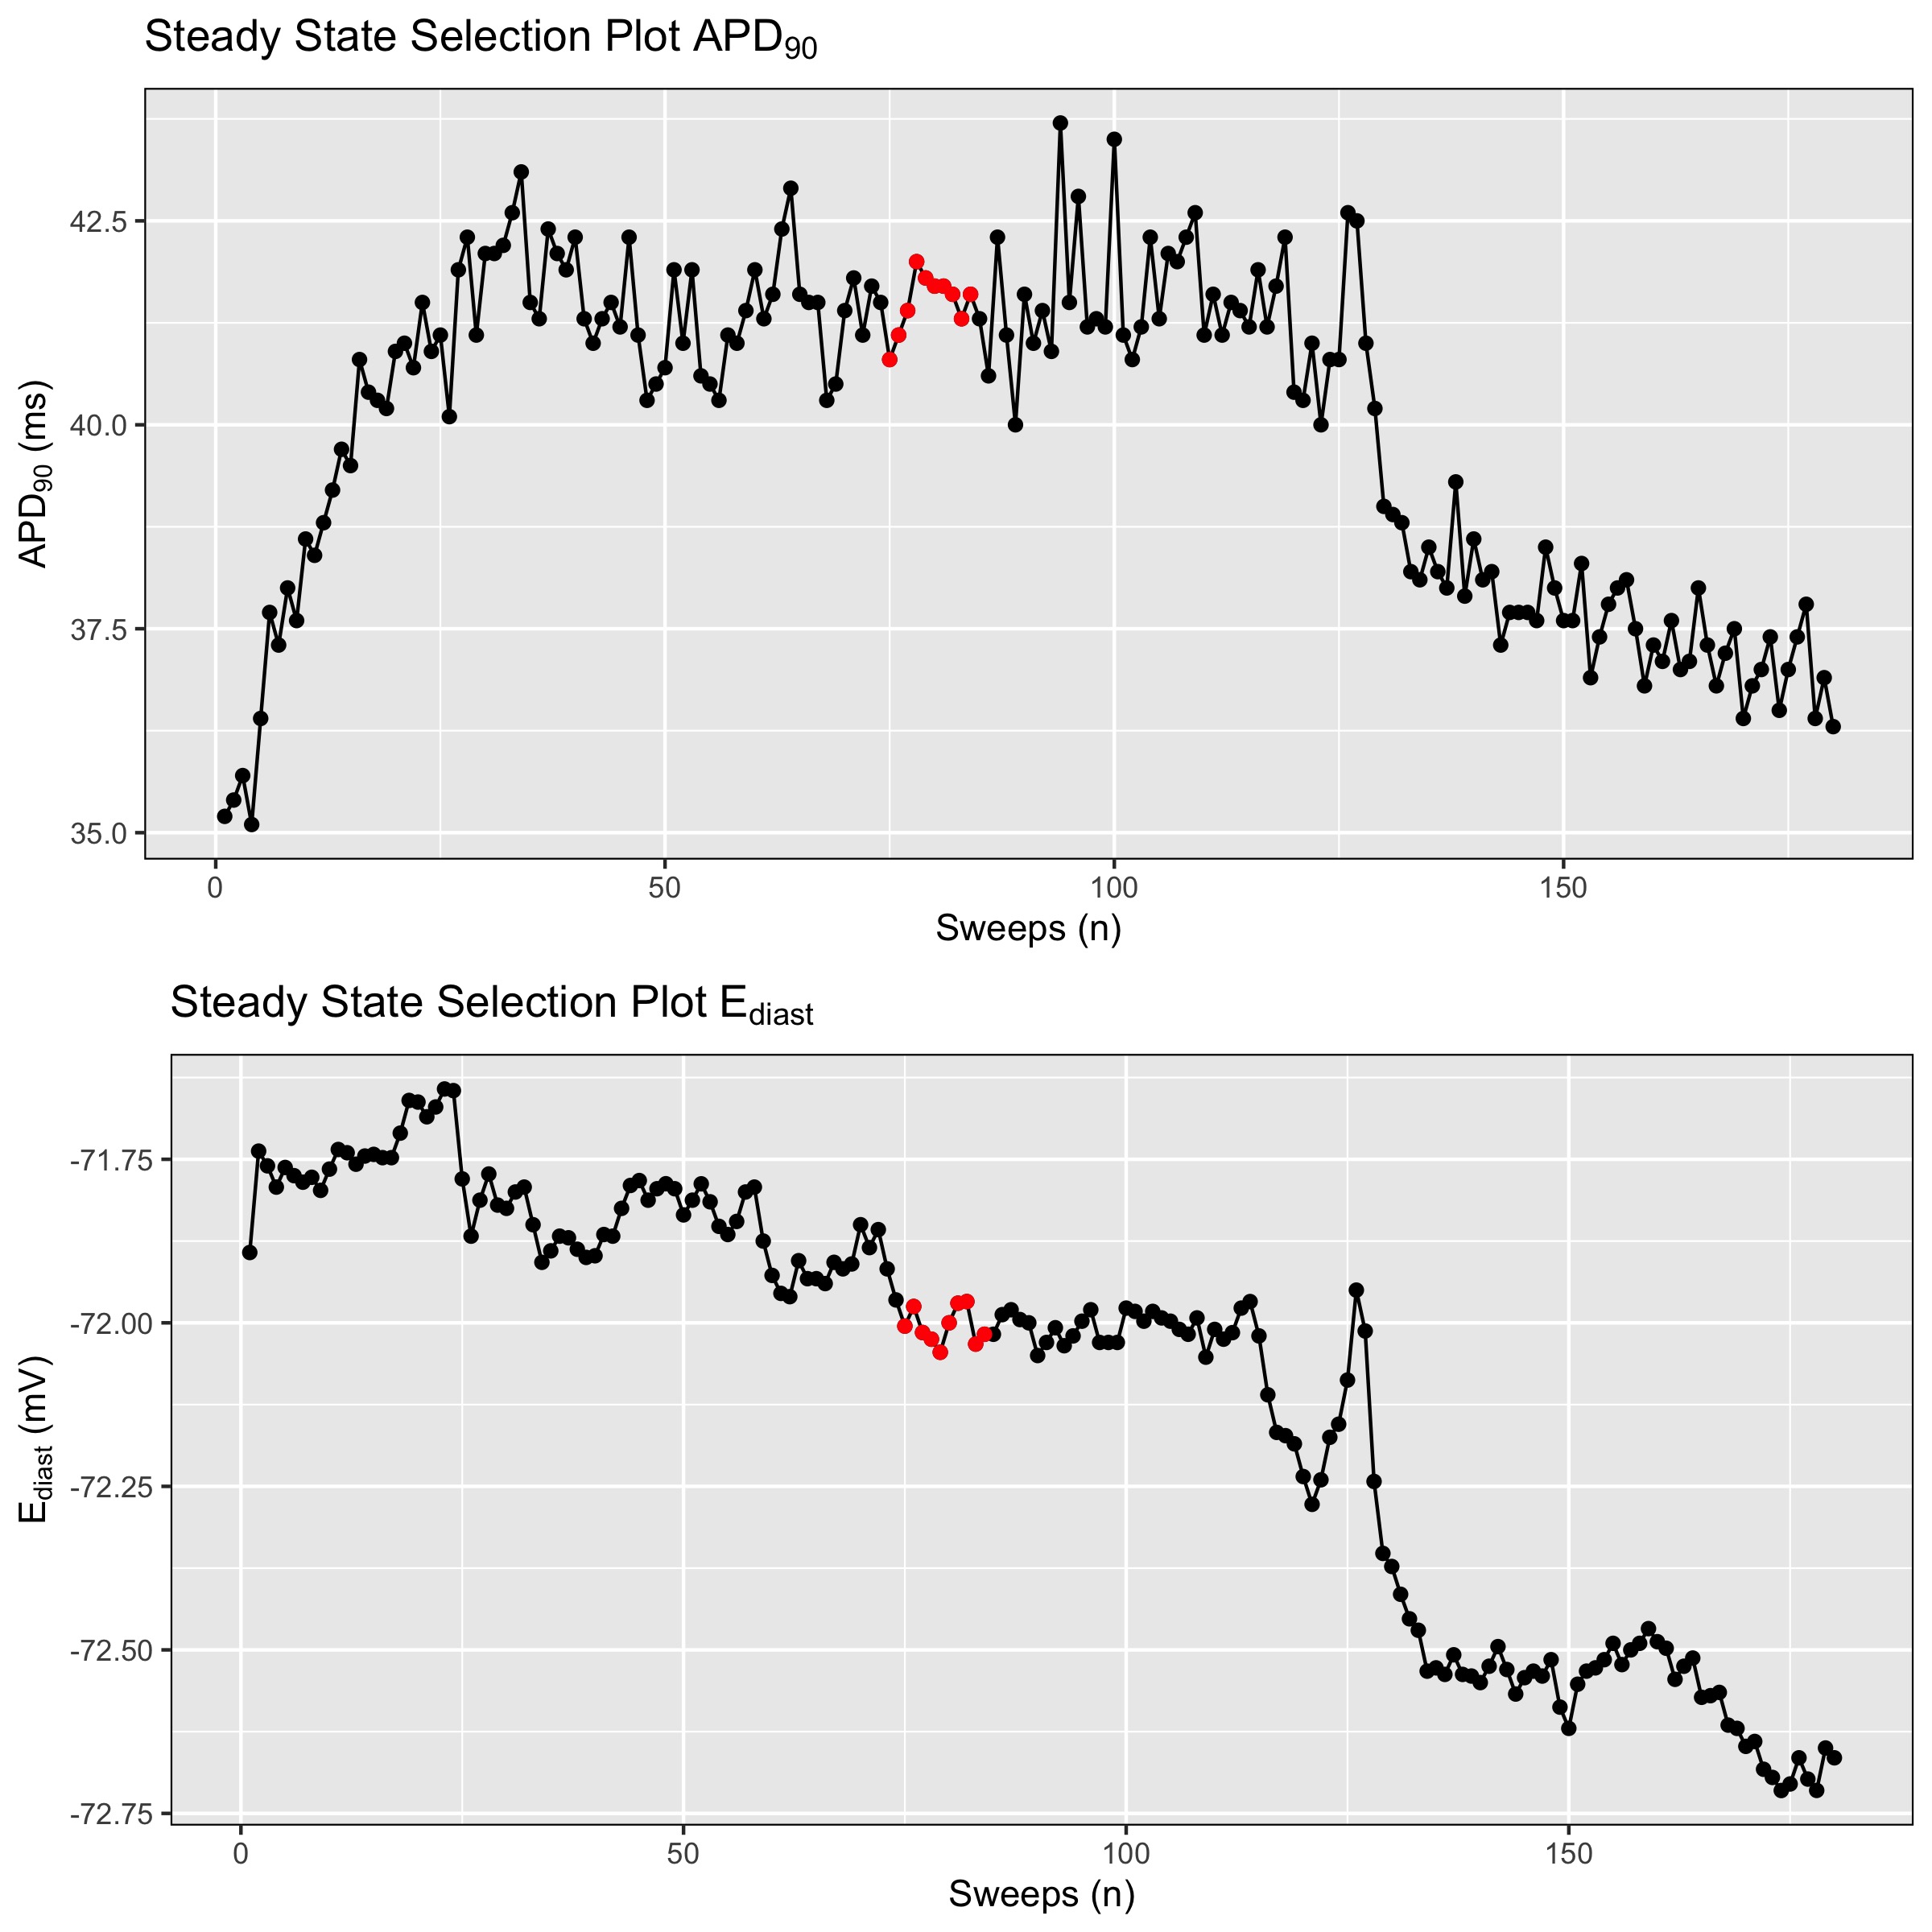 Steady State Selection Plot APD90
42.5
40.0
37.5
35.0
APD90 (ms)
0 50 100 150
Sweeps (n)
Steady State Selection Plot Ediast
-71.75
-72.00
-72.25
-72.50
-72.75
Ediast (mV)
0 50 100 150
Sweeps (n)